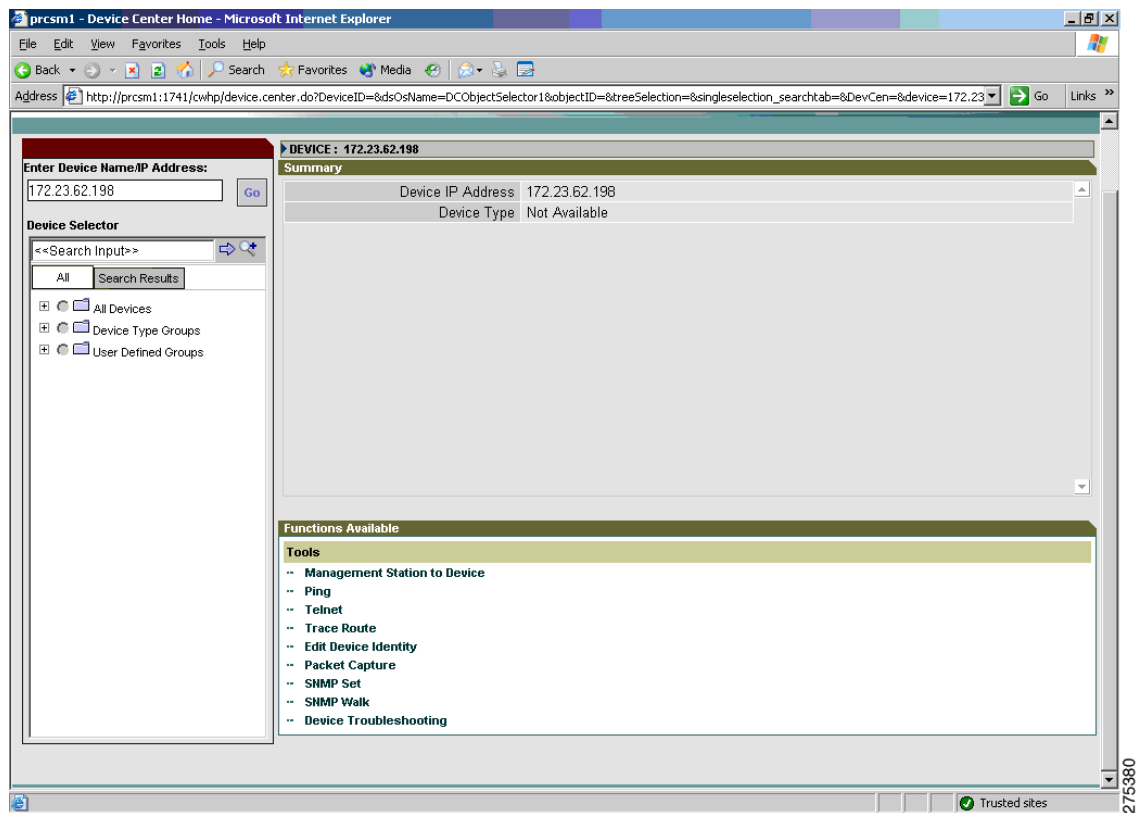 prcsm1 - Device Center Home - Microsoft Internet Explorer
File Edit View Favorites Tools Help
Back Search Favorites Media
Address http://prcsm1:1741/cwhp/device.center.do?DeviceID=&dsOsName=DCObjectSelector1&objectID=&treeSelection=&singleselection_searchtab=&DevCen=&device=172.23 Go Links »
Enter Device Name/IP Address:
172.23.62.198 Go
Device Selector
<<Search Input>>
All Search Results
All Devices
Device Type Groups
User Defined Groups
DEVICE : 172.23.62.198
Summary
Device IP Address 172.23.62.198
Device Type Not Available
Functions Available
Tools
Management Station to Device
Ping
Telnet
Trace Route
Edit Device Identity
Packet Capture
SNMP Set
SNMP Walk
Device Troubleshooting
Trusted sites
275380